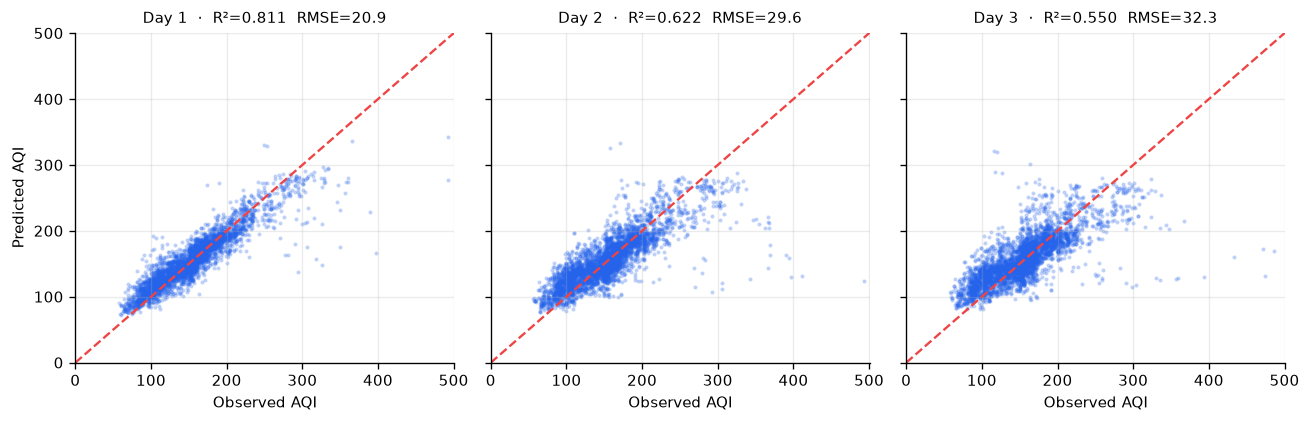 Day 1 · R²=0.811 RMSE=20.9
Day 2 · R²=0.622 RMSE=29.6
Day 3 · R²=0.550 RMSE=32.3
Predicted AQI
500
400
300
200
100
0
0 100 200 300 400 500
0 100 200 300 400 500
0 100 200 300 400 500
Observed AQI
Observed AQI
Observed AQI